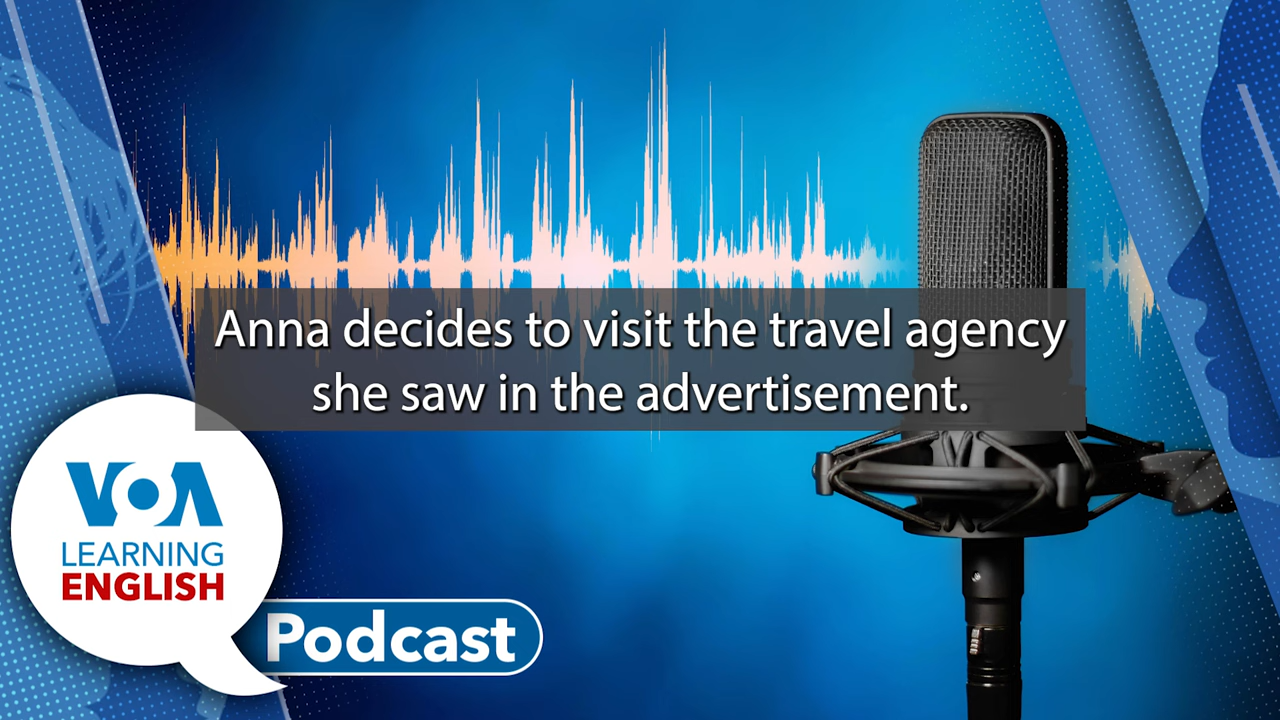 Anna decides to visit the travel agency
she saw in the advertisement.
VOA
LEARNING
ENGLISH
Podcast